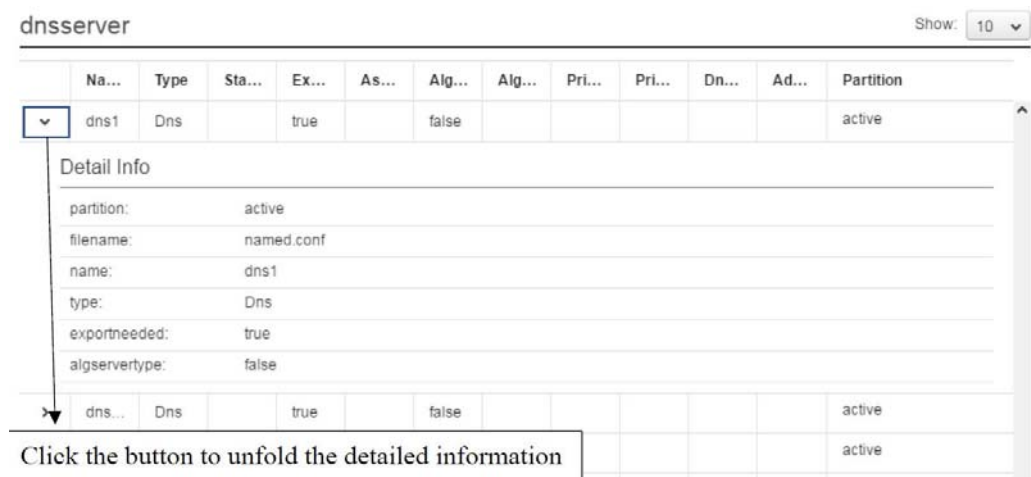 dnsserver Show: 10
Na... Type Sta... Ex... As... Alg... Alg... Pri... Pri... Dn... Ad... Partition
dns1 Dns true false active
Detail Info
partition: active
filename: named.conf
name: dns1
type: Dns
exportneeded: true
algservertype: false
dns... Dns true false active
active
Click the button to unfold the detailed information